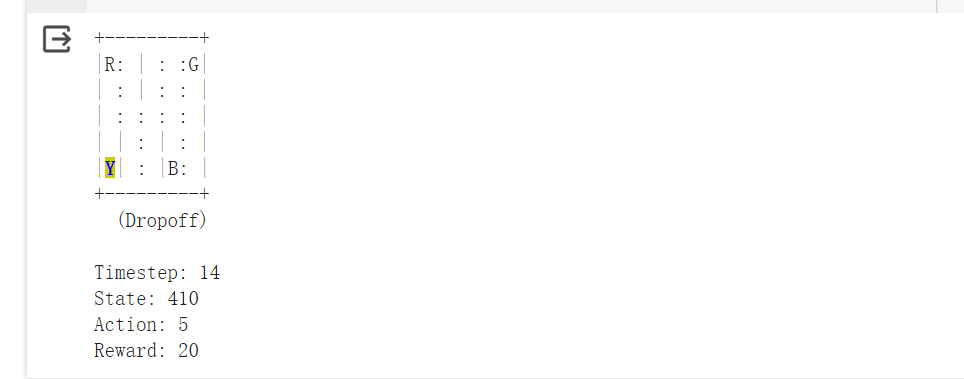 +---------+
|R: | : :G|
| : | : : |
| : : : : |
| | : | : |
|Y| : |B: |
+---------+
(Dropoff)
Timestep: 14
State: 410
Action: 5
Reward: 20